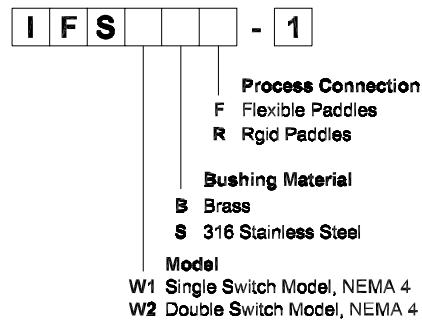 I F S - 1
Process Connection
F Flexible Paddles
R Rgid Paddles
Bushing Material
B Brass
S 316 Stainless Steel
Model
W1 Single Switch Model, NEMA 4
W2 Double Switch Model, NEMA 4